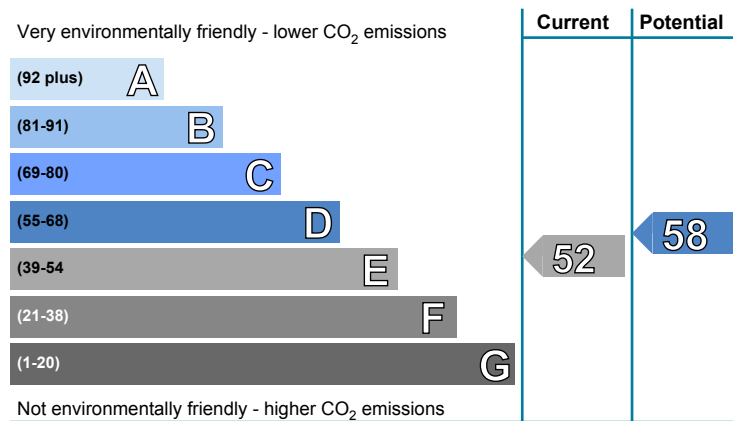 Current Potential
Very environmentally friendly - lower CO2 emissions
(92 plus) A
(81-91) B
(69-80) C
(55-68) D
(39-54 E
(21-38) F
(1-20) G
52
58
Not environmentally friendly - higher CO2 emissions